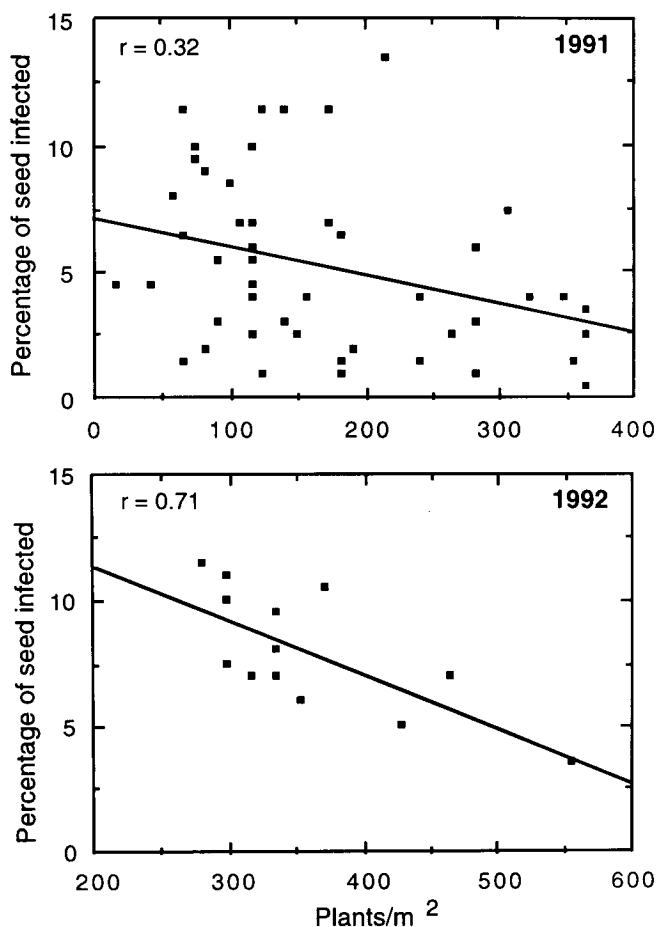 15
r = 0.32
1991
10
5
0
Percentage of seed infected
0 100 200 300 400
15
r = 0.71
1992
10
5
0
Percentage of seed infected
200 300 400 500 600
Plants/m 2